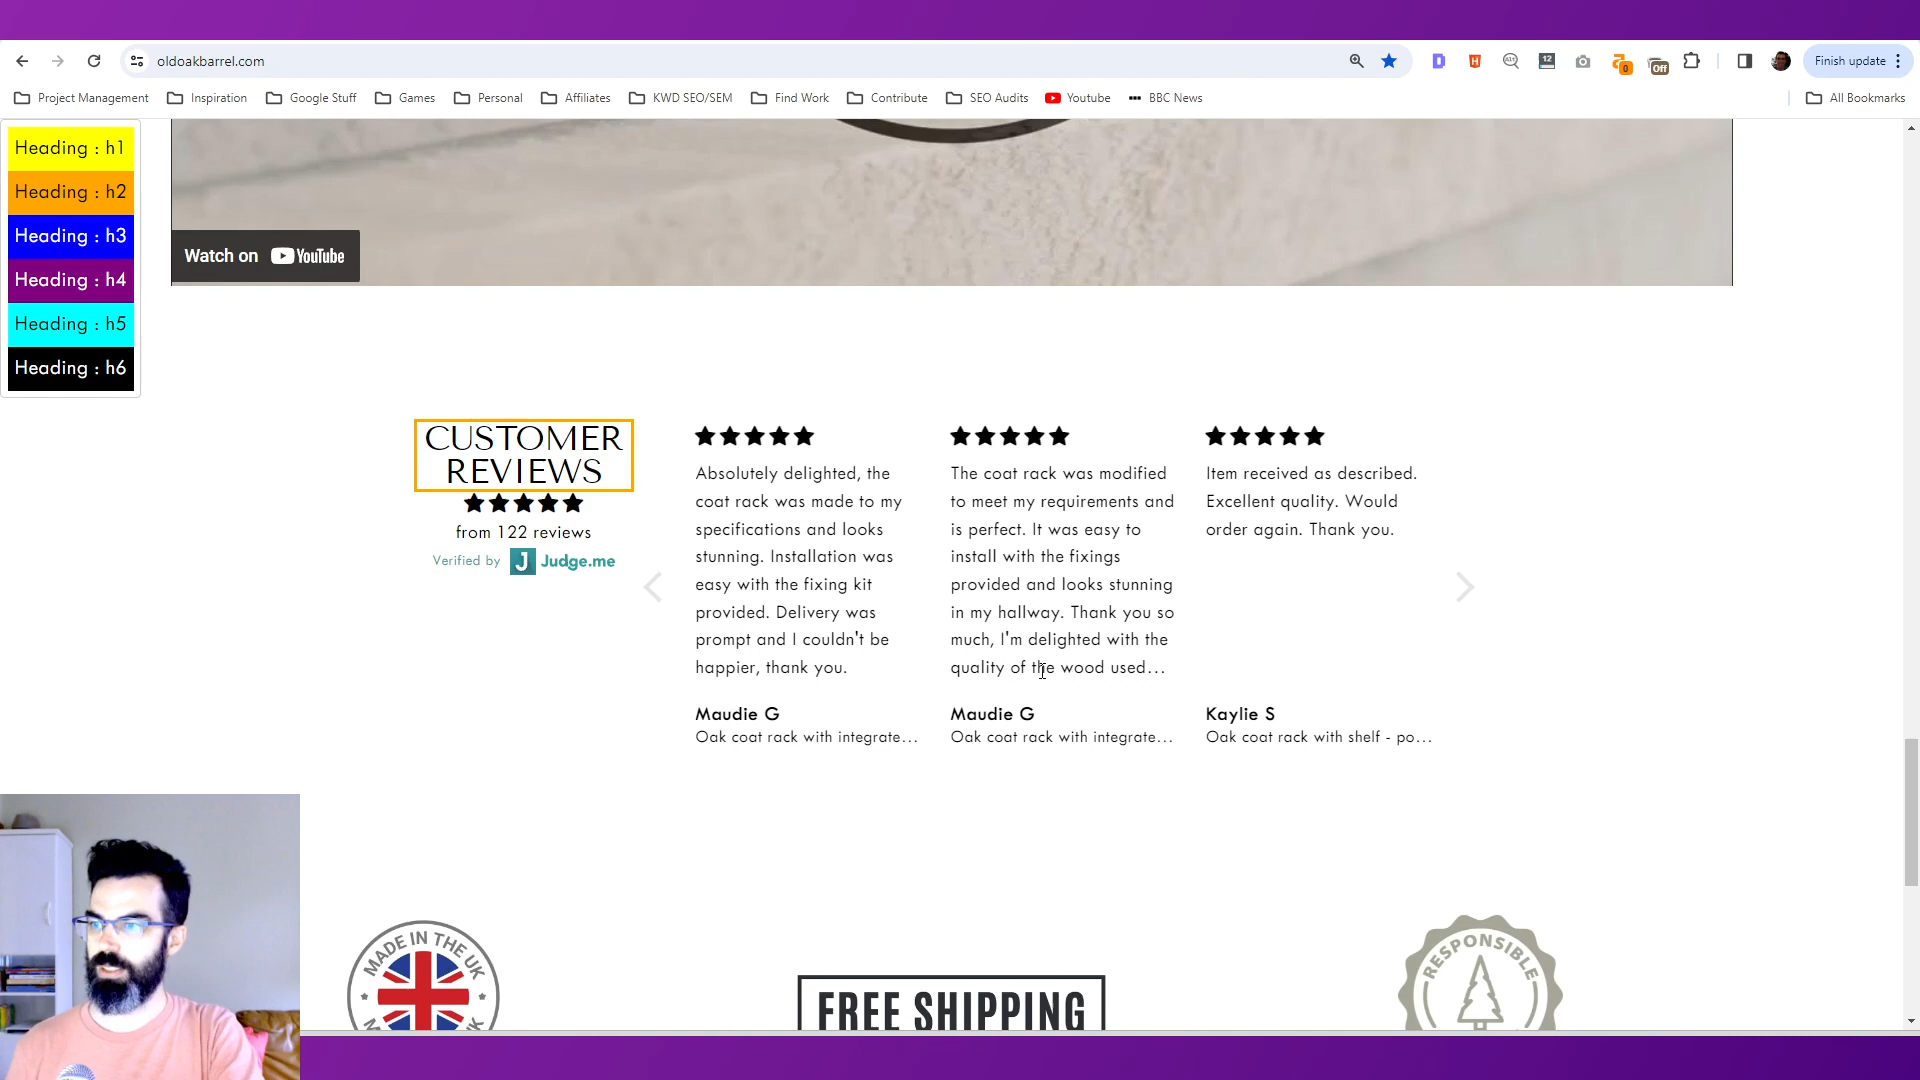 oldoakbarrel.com
12
0
Off
Finish update
Project Management
Inspiration
Google Stuff
Games
Personal
Affiliates
KWD SEO/SEM
Find Work
Contribute
SEO Audits
Youtube
BBC News
All Bookmarks
Heading : h1
Heading : h2
Heading : h3
Heading : h4
Heading : h5
Heading : h6
Watch on YouTube
CUSTOMER
REVIEWS
from 122 reviews
Verified by J Judge.me
Absolutely delighted, the
coat rack was made to my
specifications and looks
stunning. Installation was
easy with the fixing kit
provided. Delivery was
prompt and I couldn't be
happier, thank you.
Maudie G
Oak coat rack with integrate...
The coat rack was modified
to meet my requirements and
is perfect. It was easy to
install with the fixings
provided and looks stunning
in my hallway. Thank you so
much, I'm delighted with the
quality of the wood used...
Maudie G
Oak coat rack with integrate...
Item received as described.
Excellent quality. Would
order again. Thank you.
Kaylie S
Oak coat rack with shelf - po...
MADE IN THE UK
FREE SHIPPING
RESPONSIBLE